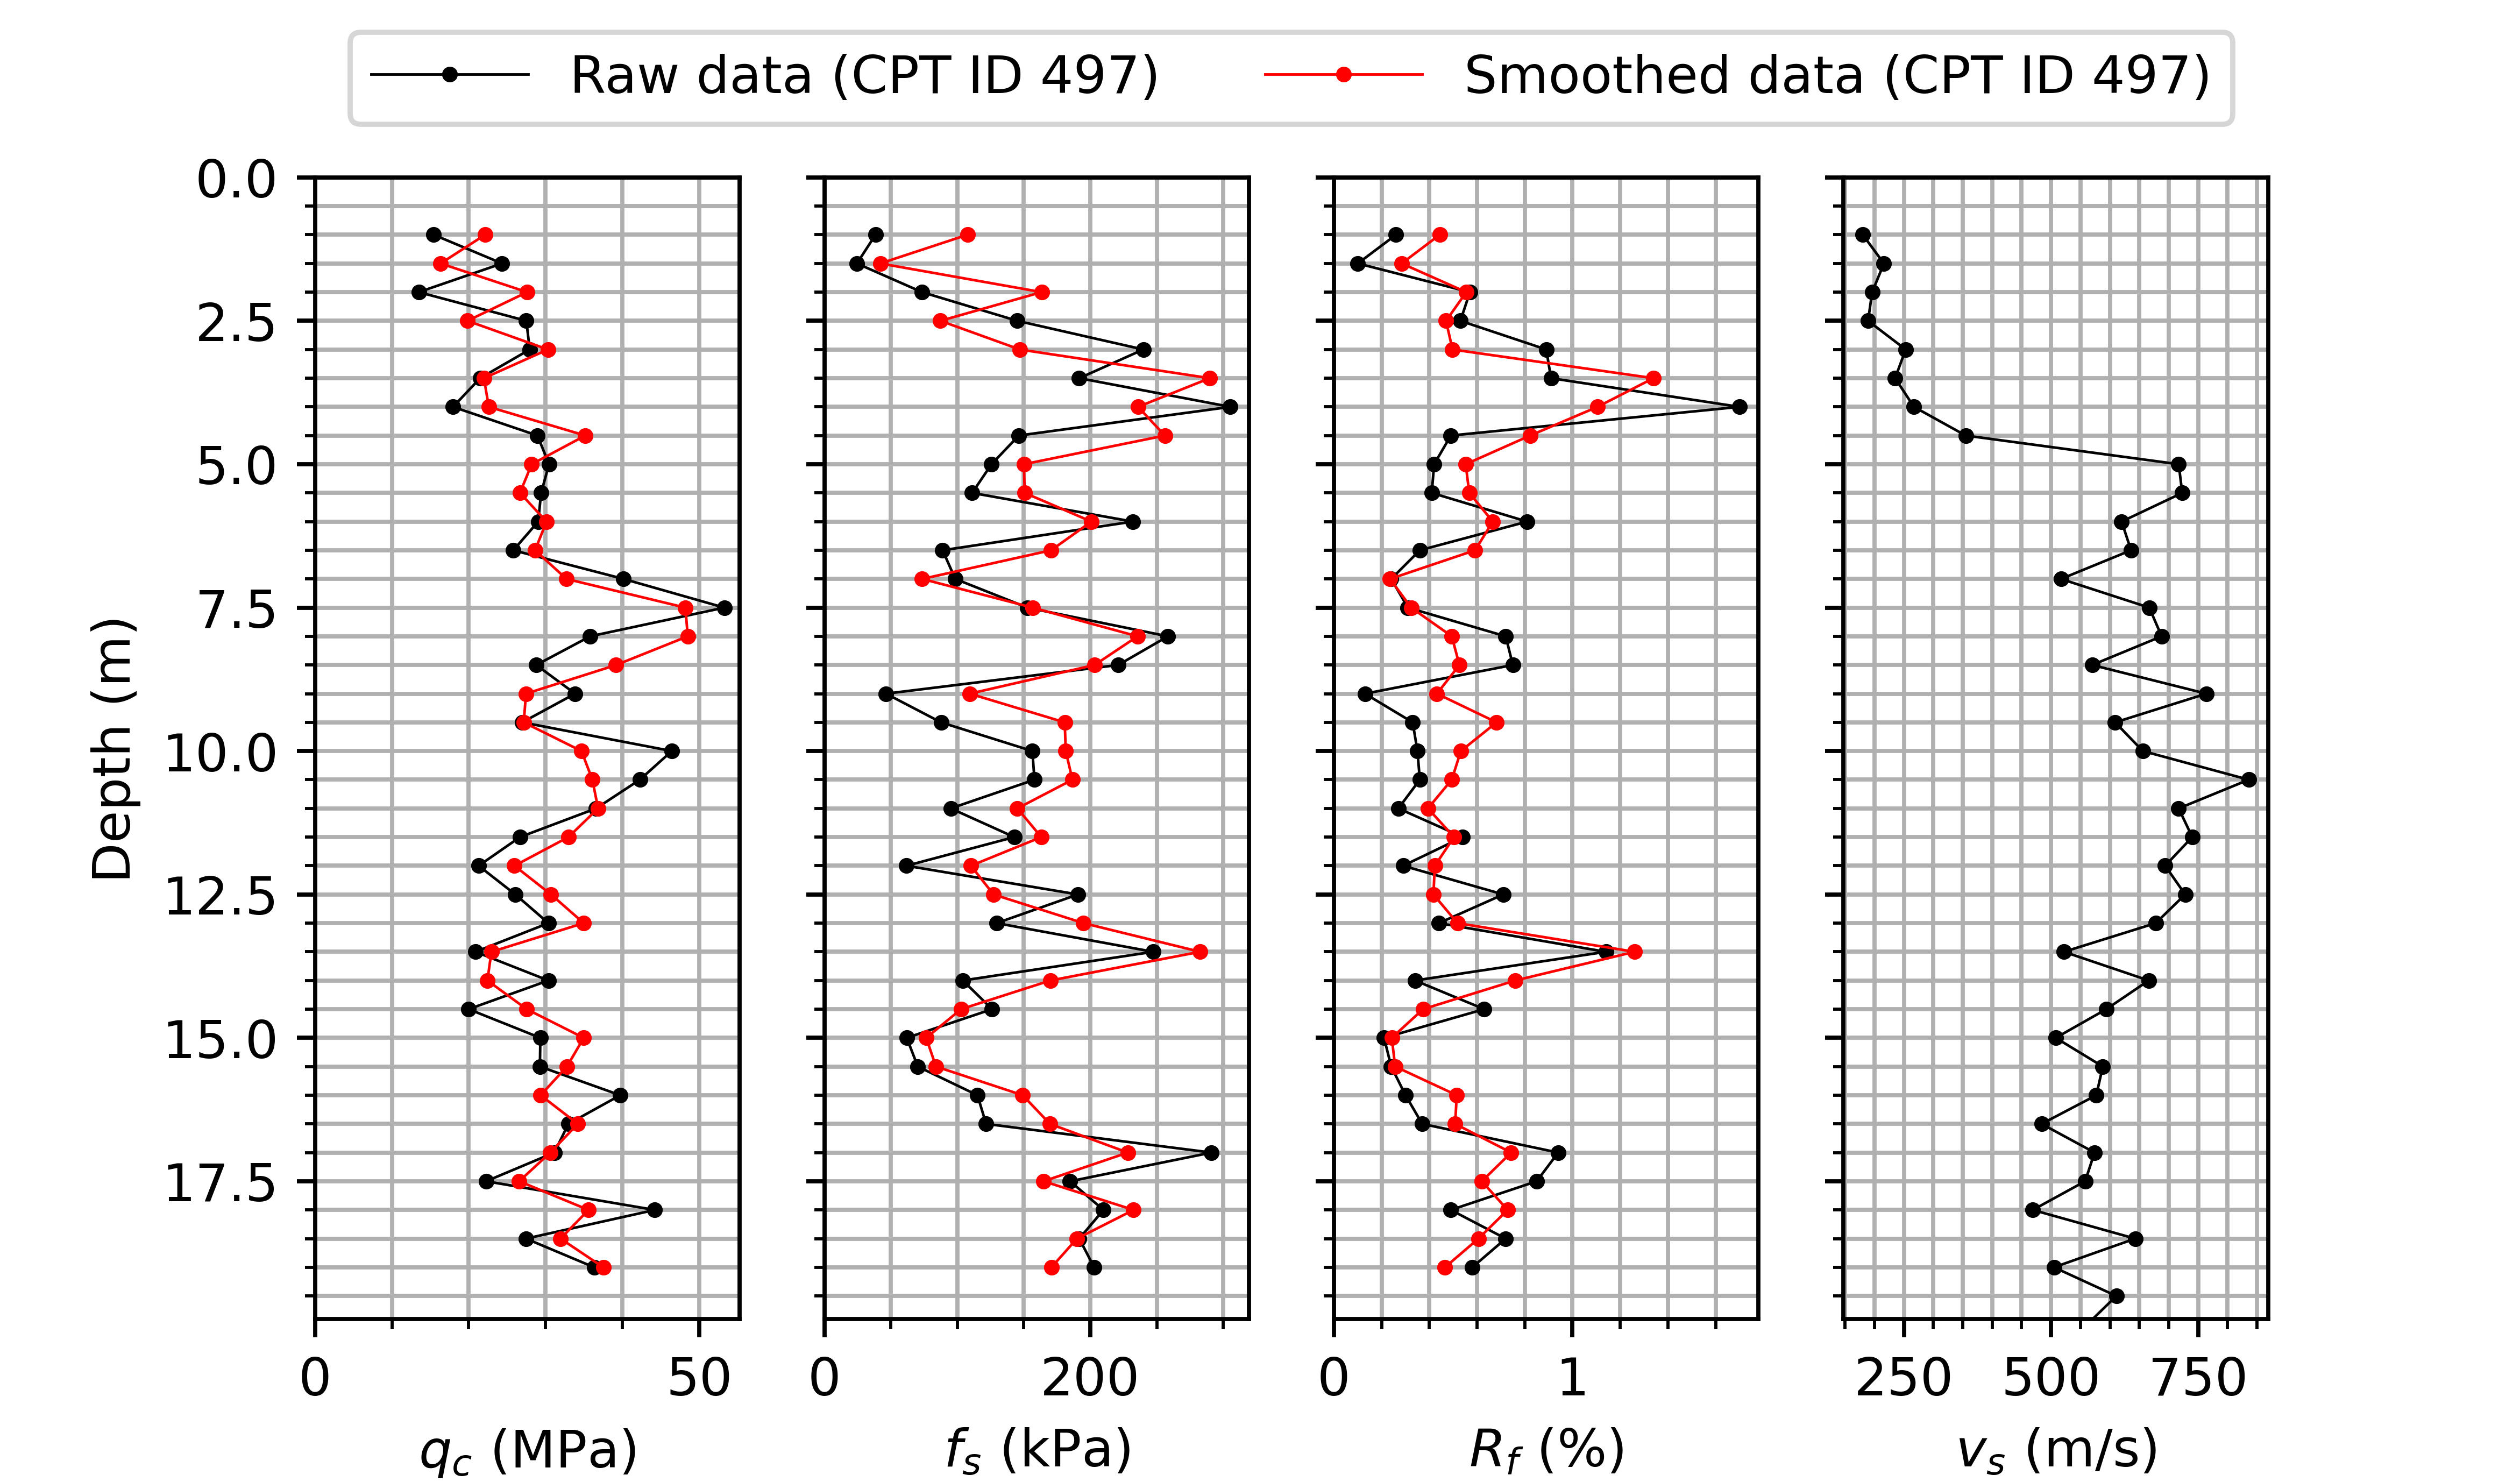 Raw data (CPT ID 497) Smoothed data (CPT ID 497)
0.0
2.5
5.0
7.5
10.0
12.5
15.0
17.5
Depth (m)
0 50 0 200 0 1 250 500 750
q_c (MPa) f_s (kPa) R_f (%) v_s (m/s)